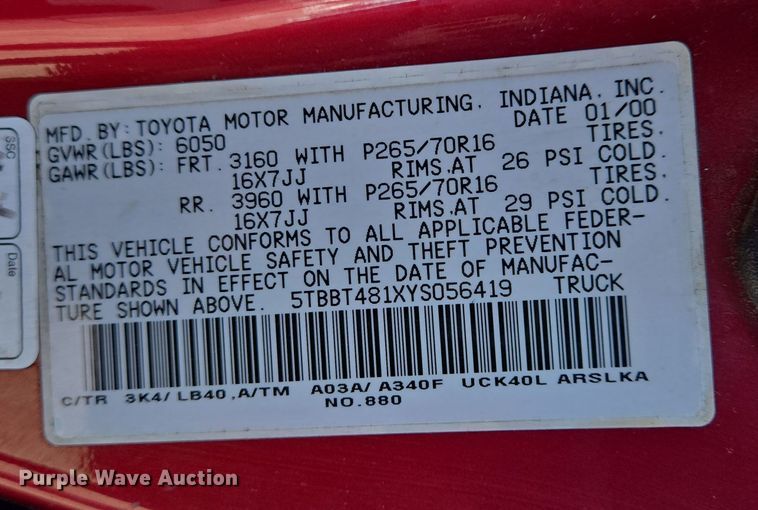 MFD. BY: TOYOTA MOTOR MANUFACTURING, INDIANA, INC.
GVWR(LBS): 6050 DATE 01/00
GAWR(LBS): FRT. 3160 WITH P265/70R16 TIRES.
16X7JJ RIMS,AT 26 PSI COLD.
RR. 3960 WITH P265/70R16 TIRES.
16X7JJ RIMS,AT 29 PSI COLD.
THIS VEHICLE CONFORMS TO ALL APPLICABLE FEDER-
AL MOTOR VEHICLE SAFETY AND THEFT PREVENTION
STANDARDS IN EFFECT ON THE DATE OF MANUFAC-
TURE SHOWN ABOVE. 5TBBT481XYS056419 TRUCK
C/TR 3K4/ LB40,A/TM A03A/ A340F UCK40L ARSLKA
NO.880
SSC
Date
Purple Wave Auction